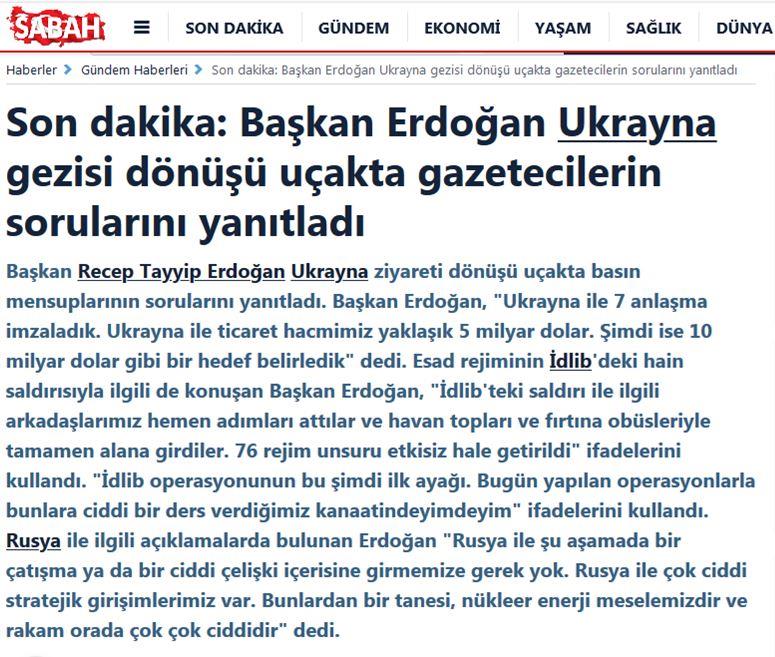 SABAH
SON DAKİKA GÜNDEM EKONOMİ YAŞAM SAĞLIK DÜNYA
Haberler Gündem Haberleri Son dakika: Başkan Erdoğan Ukrayna gezisi dönüşü uçakta gazetecilerin sorularını yanıtladı
Son dakika: Başkan Erdoğan Ukrayna
gezisi dönüşü uçakta gazetecilerin
sorularını yanıtladı
Başkan Recep Tayyip Erdoğan Ukrayna ziyareti dönüşü uçakta basın
mensuplarının sorularını yanıtladı. Başkan Erdoğan, "Ukrayna ile 7 anlaşma
imzaladık. Ukrayna ile ticaret hacmimiz yaklaşık 5 milyar dolar. Şimdi ise 10
milyar dolar gibi bir hedef belirledik" dedi. Esad rejiminin İdlib'deki hain
saldırısıyla ilgili de konuşan Başkan Erdoğan, "İdlib'teki saldırı ile ilgili
arkadaşlarımız hemen adımları attılar ve havan topları ve fırtına obüsleriyle
tamamen alana girdiler. 76 rejim unsuru etkisiz hale getirildi" ifadelerini
kullandı. "İdlib operasyonunun bu şimdi ilk ayağı. Bugün yapılan operasyonlarla
bunlara ciddi bir ders verdiğimiz kanaatindeyimdeyim" ifadelerini kullandı.
Rusya ile ilgili açıklamalarda bulunan Erdoğan "Rusya ile şu aşamada bir
çatışma ya da bir ciddi çelişki içerisine girmemize gerek yok. Rusya ile çok ciddi
stratejik girişimlerimiz var. Bunlardan bir tanesi, nükleer enerji meselemizdir ve
rakam orada çok çok ciddidir" dedi.